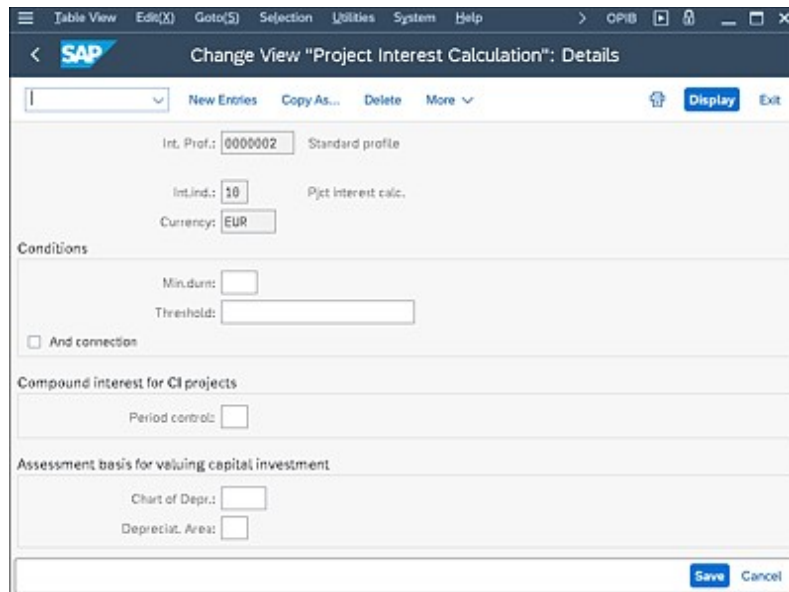 Table View Edit(X) Goto(S) Selection Utilities System Help > OPIB
< SAP Change View "Project Interest Calculation": Details
New Entries Copy As... Delete More Display Exit
Int. Prof.: 0000002 Standard profile
Int.ind.: 10 Pjct interest calc.
Currency: EUR
Conditions
Min.durn:
Threshold:
And connection
Compound interest for CI projects
Period control:
Assessment basis for valuing capital investment
Chart of Depr.:
Depreciat. Area:
Save Cancel